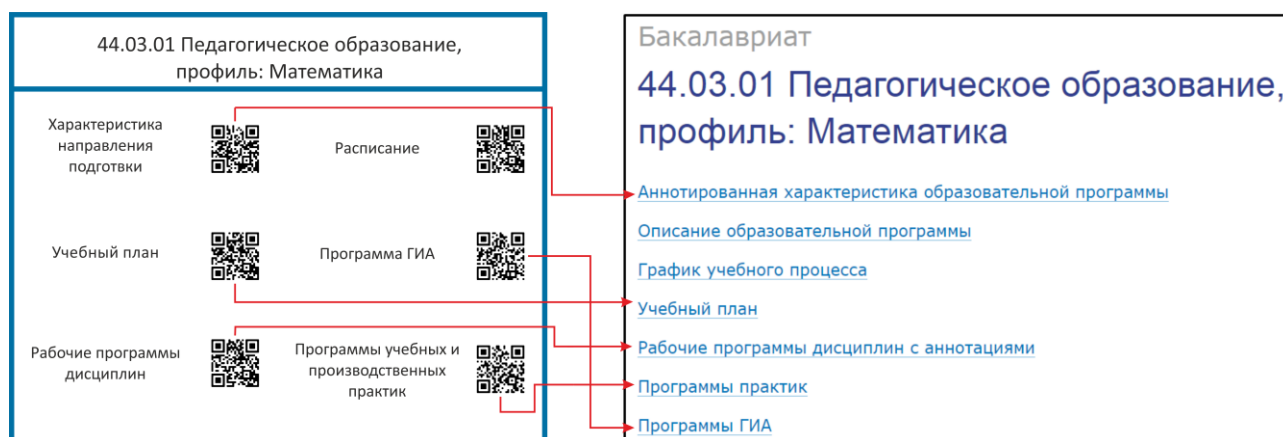 44.03.01 Педагогическое образование,
профиль: Математика
Характеристика
направления
подготвки
Расписание
Учебный план
Программа ГИА
Рабочие программы
дисциплин
Программы учебных и
производственных
практик
Бакалавриат
44.03.01 Педагогическое образование,
профиль: Математика
Аннотированная характеристика образовательной программы
Описание образовательной программы
График учебного процесса
Учебный план
Рабочие программы дисциплин с аннотациями
Программы практик
Программы ГИА